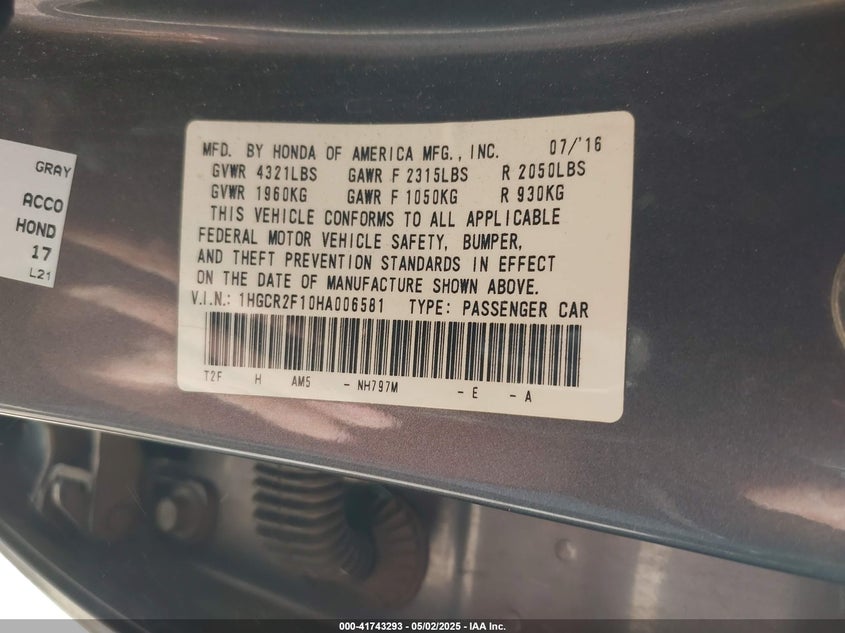 GRAY
ACCO
HOND
17
L21
MFD. BY HONDA OF AMERICA MFG., INC. 07/'16
GVWR 4321LBS GAWR F 2315LBS R 2050LBS
GVWR 1960KG GAWR F 1050KG R 930KG
THIS VEHICLE CONFORMS TO ALL APPLICABLE
FEDERAL MOTOR VEHICLE SAFETY, BUMPER,
AND THEFT PREVENTION STANDARDS IN EFFECT
ON THE DATE OF MANUFACTURE SHOWN ABOVE.
V.I.N.: 1HGCR2F10HA006581 TYPE: PASSENGER CAR
T2F H AM5 - NH797M - E - A
000-41743293 - 05/02/2025 - IAA Inc.